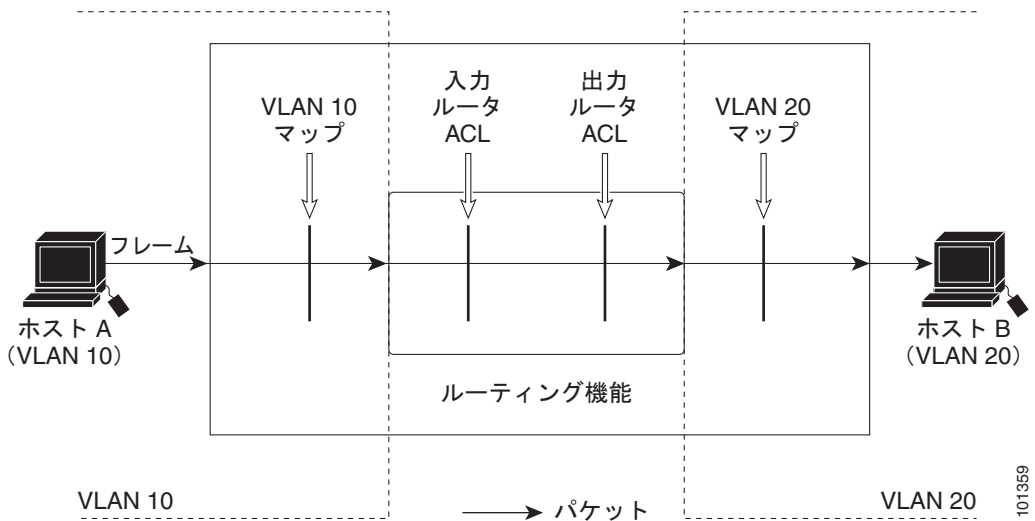 VLAN 10
マップ
入力
ルータ
ACL
出力
ルータ
ACL
VLAN 20
マップ
フレーム
ホスト A
（VLAN 10）
ホスト B
（VLAN 20）
ルーティング機能
VLAN 10
パケット
VLAN 20
101359